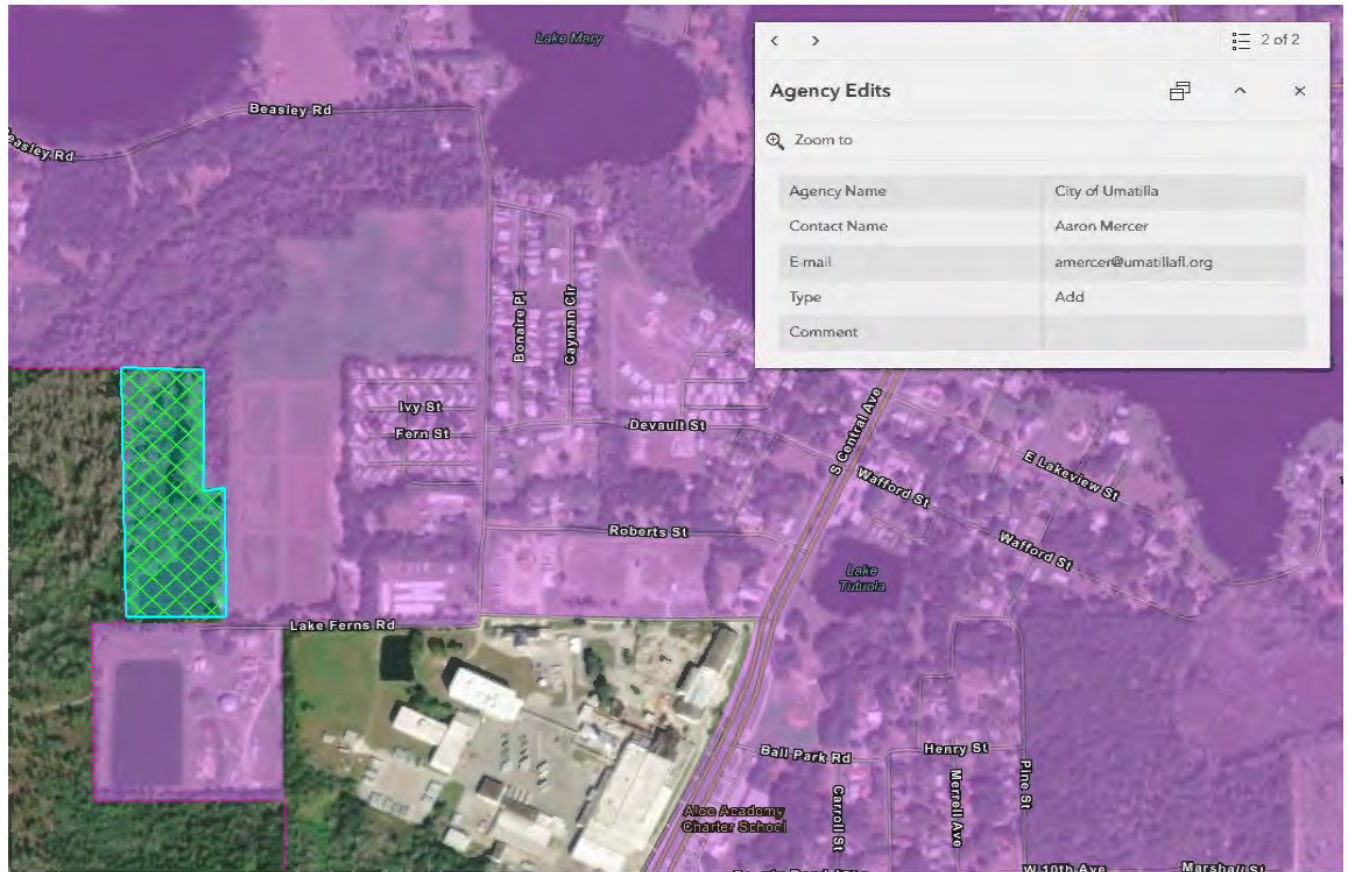 Lake Mary
2 of 2
Agency Edits
Zoom to
Agency Name City of Umatilla
Contact Name Aaron Mercer
E-mail amercer@umatillafl.org
Type Add
Comment
Beasley Rd
Beasley Rd
Bonaire Pl
Cayman Cir
Ivy St
Fern St
Devault St
S Central Ave
E Lakeview St
Wafford St
Roberts St
Wafford St
Lake
Tutuola
Lake Ferns Rd
Ball Park Rd
Henry St
Pine St
Merrell Ave
Carroll St
Alee Academy
Charter School
W 10th Ave
Marshall St